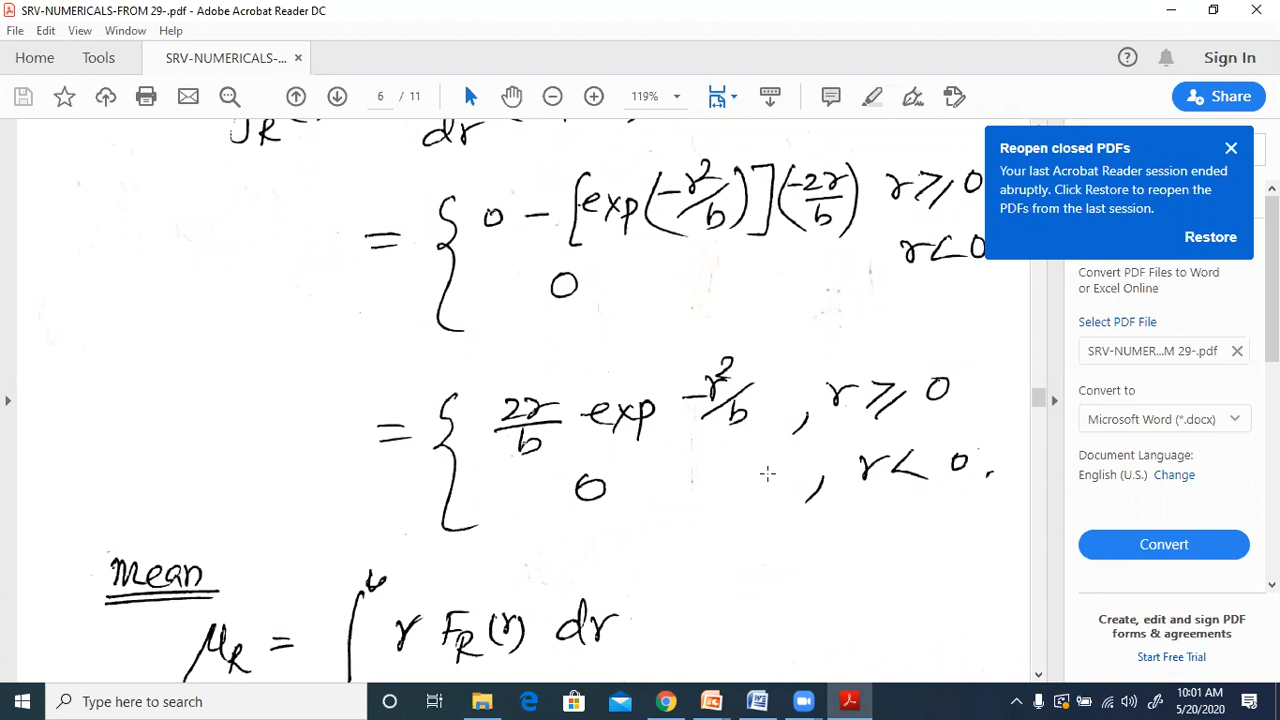 SRV-NUMERICALS-FROM 29-.pdf - Adobe Acrobat Reader DC
File Edit View Window Help
Home Tools SRV-NUMERICALS-... ×
Sign In
6 / 11 119% Share
dr
= { 0 - [exp(-r²/b)](-2r/b) r ≥ 0
0 r < 0
= { 2r/b exp -r²/b , r ≥ 0
0 , r < 0.
Mean
μR = ∫ r FR(r) dr
Reopen closed PDFs
Your last Acrobat Reader session ended
abruptly. Click Restore to reopen the
PDFs from the last session.
Restore
Convert PDF Files to Word
or Excel Online
Select PDF File
SRV-NUMER...M 29-.pdf ×
Convert to
Microsoft Word (*.docx)
Document Language:
English (U.S.) Change
Convert
Create, edit and sign PDF
forms & agreements
Start Free Trial
Type here to search
10:01 AM
5/20/2020